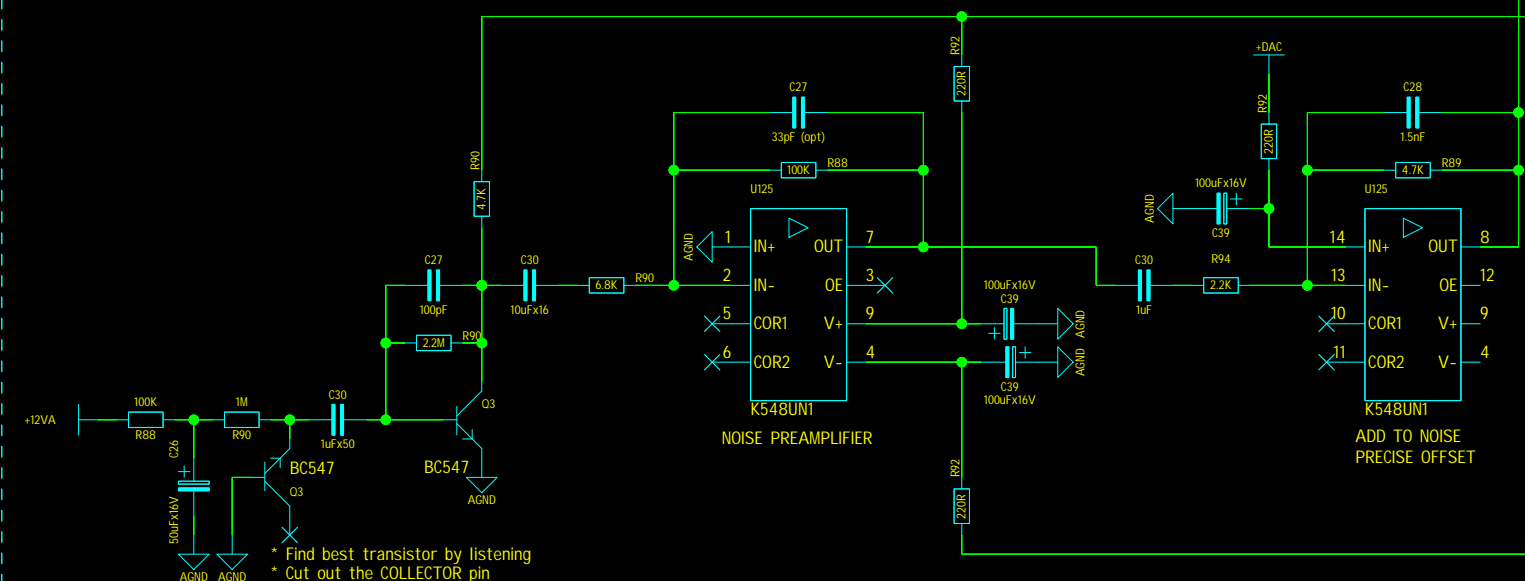 R92
220R
+DAC
R92
220R
C27
33pF (opt)
100K
R88
C28
1.5nF
4.7K
R89
R90
4.7K
U125
U125
100uFx16V
+
C39
AGND
AGND
1
IN+
OUT
7
2
IN-
OE
3
5
COR1
V+
9
6
COR2
V-
4
K548UN1
NOISE PREAMPLIFIER
14
IN+
OUT
8
13
IN-
OE
12
10
COR1
V+
9
11
COR2
V-
4
K548UN1
ADD TO NOISE
PRECISE OFFSET
C27
100pF
C30
10uFx16
6.8K
R90
2.2M
R90
100uFx16V
C39
+
AGND
+
C39
100uFx16V
AGND
C30
1uF
R94
2.2K
+12VA
100K
R88
1M
R90
C30
1uFx50
Q3
BC547
AGND
C26
+
50uFx16V
AGND
BC547
Q3
AGND
R92
220R
* Find best transistor by listening
* Cut out the COLLECTOR pin